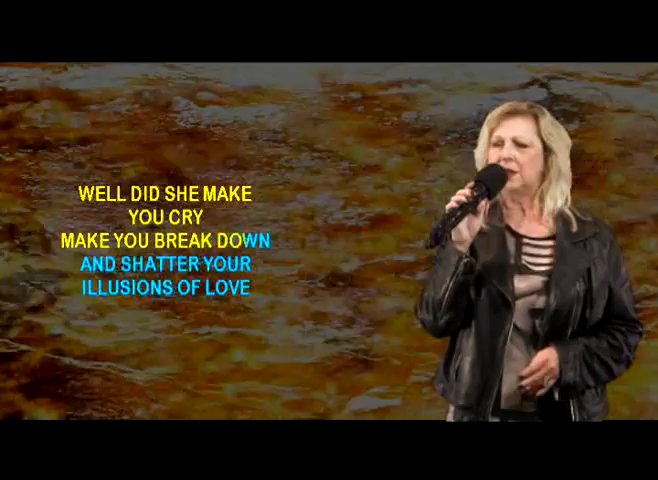 WELL DID SHE MAKE
YOU CRY
MAKE YOU BREAK DOWN
AND SHATTER YOUR
ILLUSIONS OF LOVE